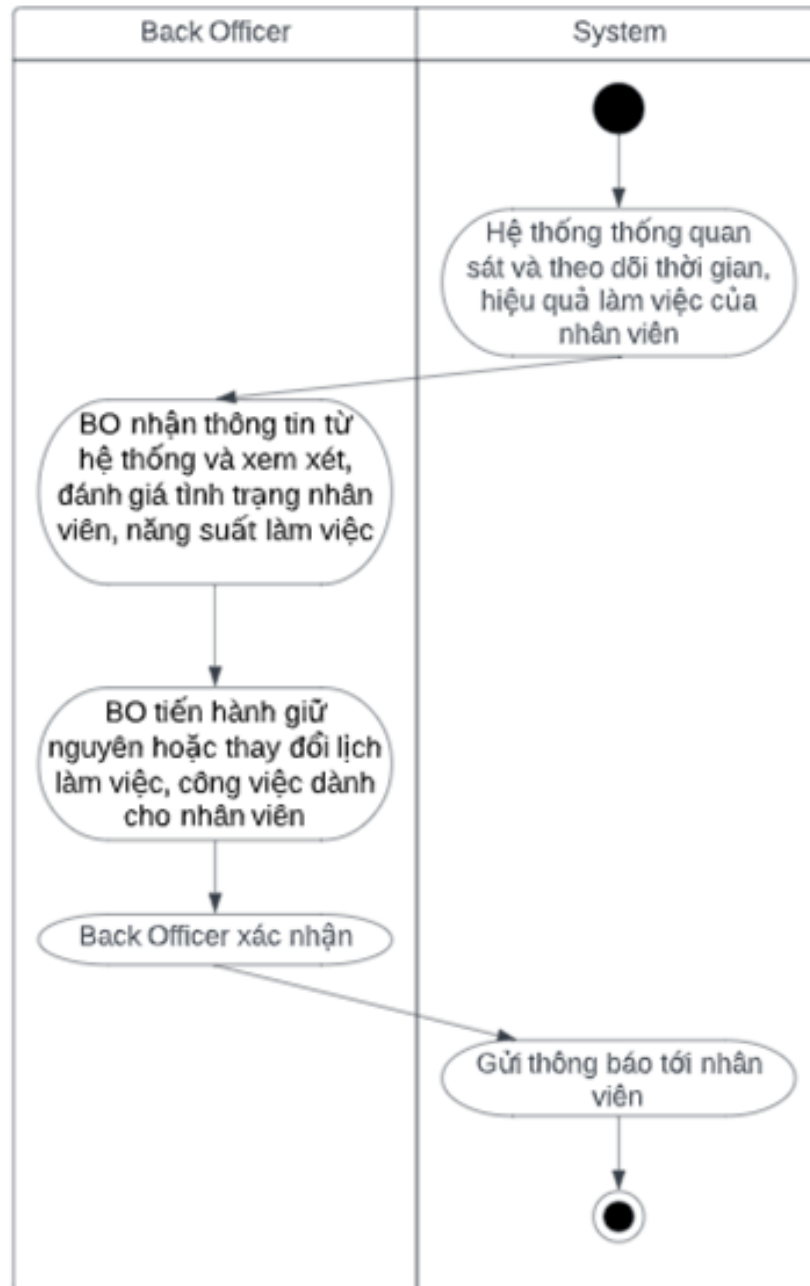 Back Officer
System
Hệ thống thống quan
sát và theo dõi thời gian,
hiệu quả làm việc của
nhân viên
BO nhận thông tin từ
hệ thống và xem xét,
đánh giá tình trạng nhân
viên, năng suất làm việc
BO tiến hành giữ
nguyên hoặc thay đổi lịch
làm việc, công việc dành
cho nhân viên
Back Officer xác nhận
Gửi thông báo tới nhân
viên